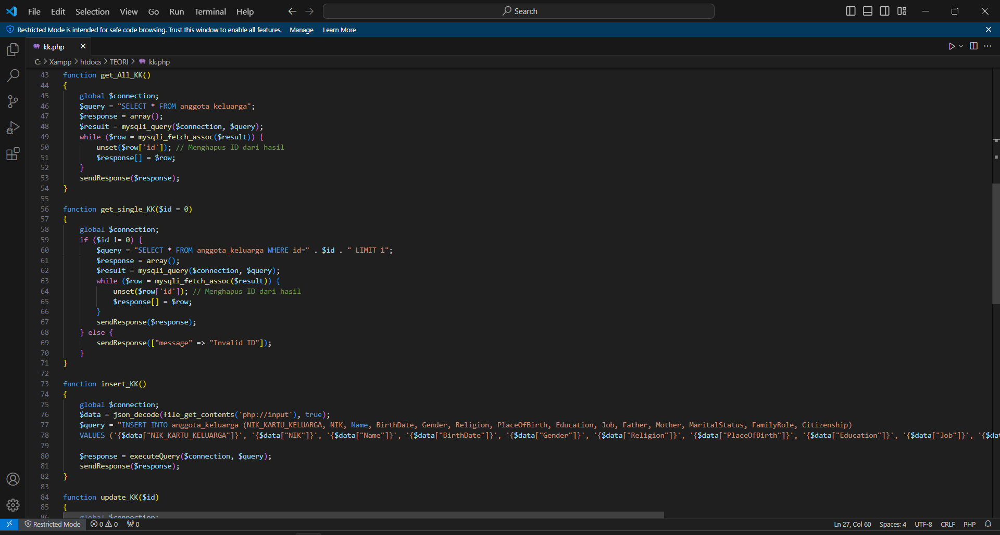 File Edit Selection View Go Run Terminal Help
Search
Restricted Mode is intended for safe code browsing. Trust this window to enable all features. Manage Learn More
kk.php
C: > Xampp > htdocs > TEORI > kk.php
43 function get_All_KK()
44 {
45 global $connection;
46 $query = "SELECT * FROM anggota_keluarga";
47 $response = array();
48 $result = mysqli_query($connection, $query);
49 while ($row = mysqli_fetch_assoc($result)) {
50 unset($row['id']); // Menghapus ID dari hasil
51 $response[] = $row;
52 }
53 sendResponse($response);
54 }
55
56 function get_single_KK($id = 0)
57 {
58 global $connection;
59 if ($id != 0) {
60 $query = "SELECT * FROM anggota_keluarga WHERE id=" . $id . " LIMIT 1";
61 $response = array();
62 $result = mysqli_query($connection, $query);
63 while ($row = mysqli_fetch_assoc($result)) {
64 unset($row['id']); // Menghapus ID dari hasil
65 $response[] = $row;
66 }
67 sendResponse($response);
68 } else {
69 sendResponse(["message" => "Invalid ID"]);
70 }
71 }
72
73 function insert_KK()
74 {
75 global $connection;
76 $data = json_decode(file_get_contents('php://input'), true);
77 $query = "INSERT INTO anggota_keluarga (NIK_KARTU_KELUARGA, NIK, Name, BirthDate, Gender, Religion, PlaceOfBirth, Education, Job, Father, Mother, MaritalStatus, FamilyRole, Citizenship)
78 VALUES ('{$data["NIK_KARTU_KELUARGA"]}', '{$data["NIK"]}', '{$data["Name"]}', '{$data["BirthDate"]}', '{$data["Gender"]}', '{$data["Religion"]}', '{$data["PlaceOfBirth"]}', '{$data["Education"]}', '{$data["Job"]}', '{$da
79
80 $response = executeQuery($connection, $query);
81 sendResponse($response);
82 }
83
84 function update_KK($id)
85 {
86 global $connection;
Restricted Mode 0 0 0 Ln 27, Col 60 Spaces: 4 UTF-8 CRLF PHP